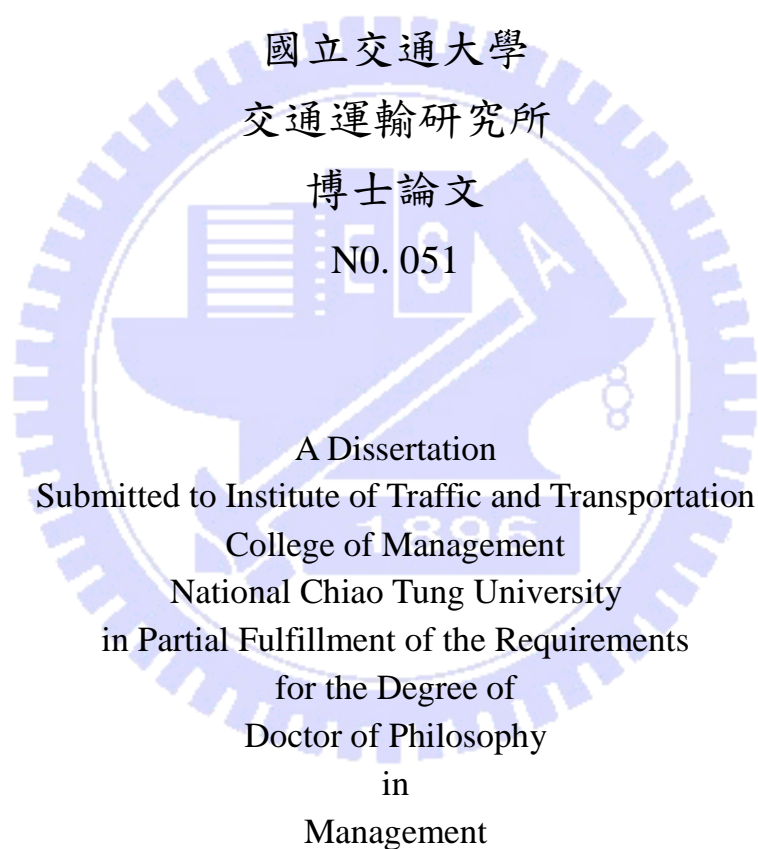 國立交通大學
交通運輸研究所
博士論文
N0. 051
E S A
A Dissertation
Submitted to Institute of Traffic and Transportation
1896
College of Management
National Chiao Tung University
in Partial Fulfillment of the Requirements
for the Degree of
Doctor of Philosophy
in
Management